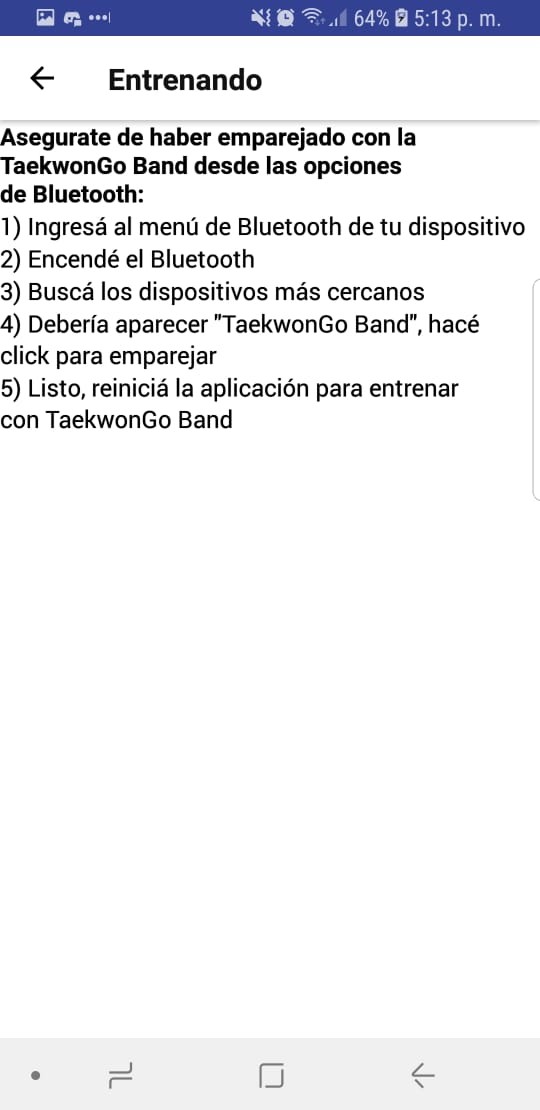 64% 5:13 p. m.
Entrenando
Asegurate de haber emparejado con la
TaekwonGo Band desde las opciones
de Bluetooth:
1) Ingresá al menú de Bluetooth de tu dispositivo
2) Encendé el Bluetooth
3) Buscá los dispositivos más cercanos
4) Debería aparecer "TaekwonGo Band", hacé
click para emparejar
5) Listo, reiniciá la aplicación para entrenar
con TaekwonGo Band